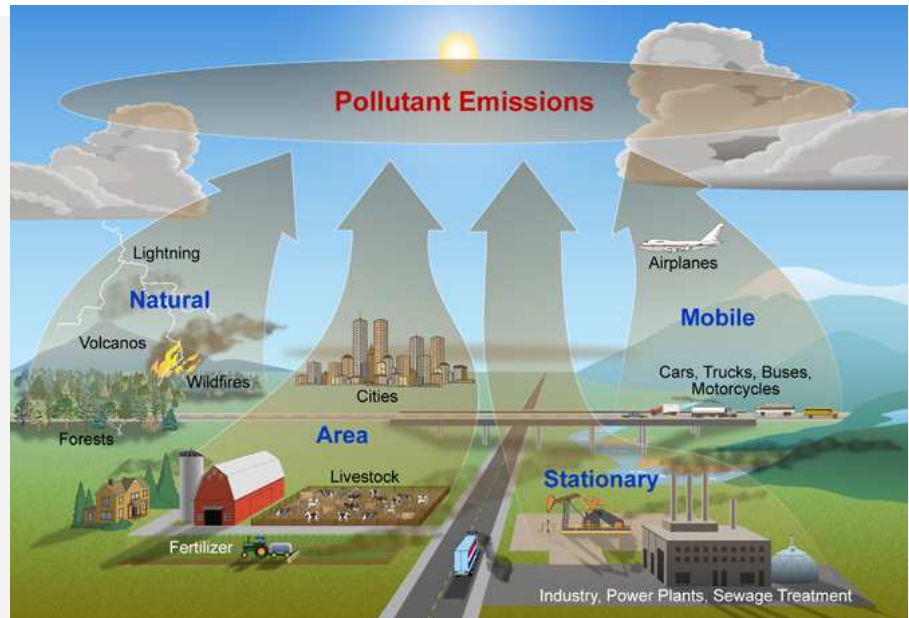 Pollutant Emissions
Lightning
Natural
Airplanes
Volcanos
Mobile
Wildfires
Cities
Cars, Trucks, Buses,
Motorcycles
Forests
Area
Livestock
Stationary
Fertilizer
Industry, Power Plants, Sewage Treatment